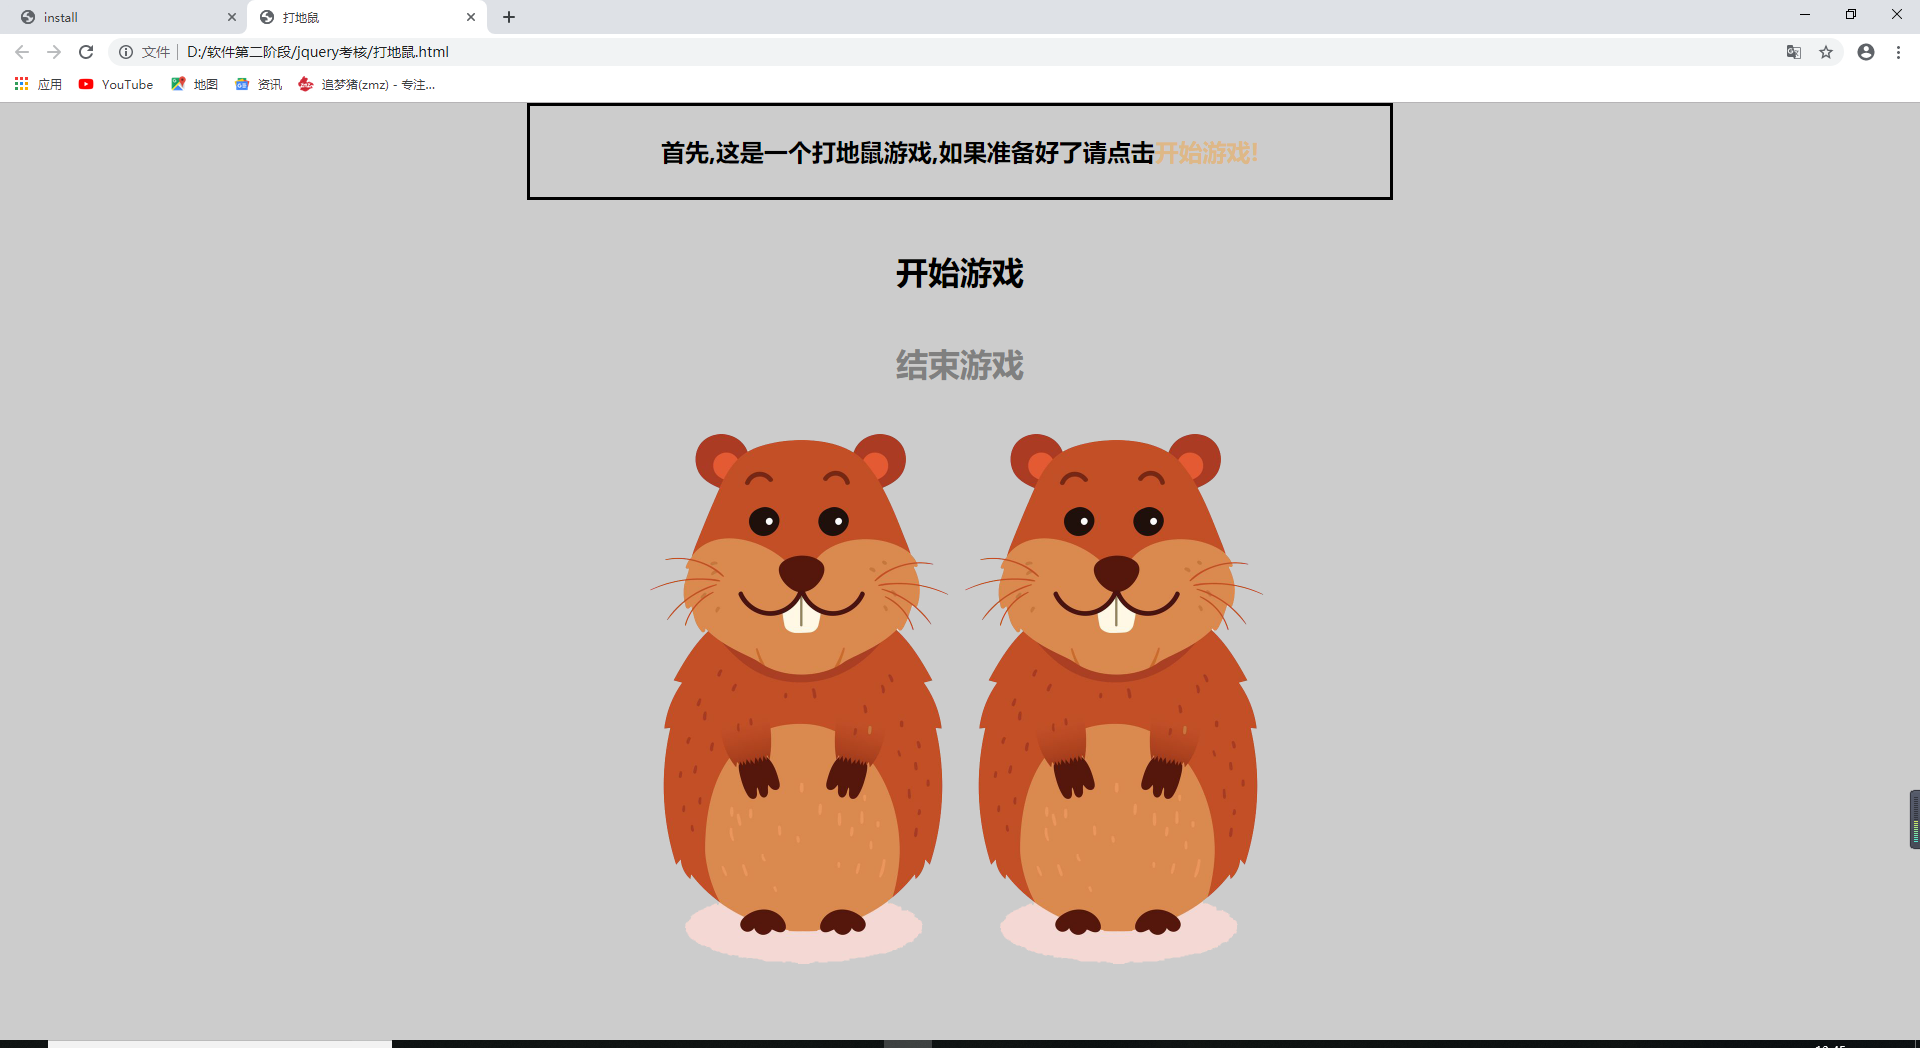 install
打地鼠
文件
D:/软件第二阶段/jquery考核/打地鼠.html
应用
YouTube
地图
资讯
追梦猪(zmz) - 专注...
首先,这是一个打地鼠游戏,如果准备好了请点击开始游戏!
开始游戏
结束游戏